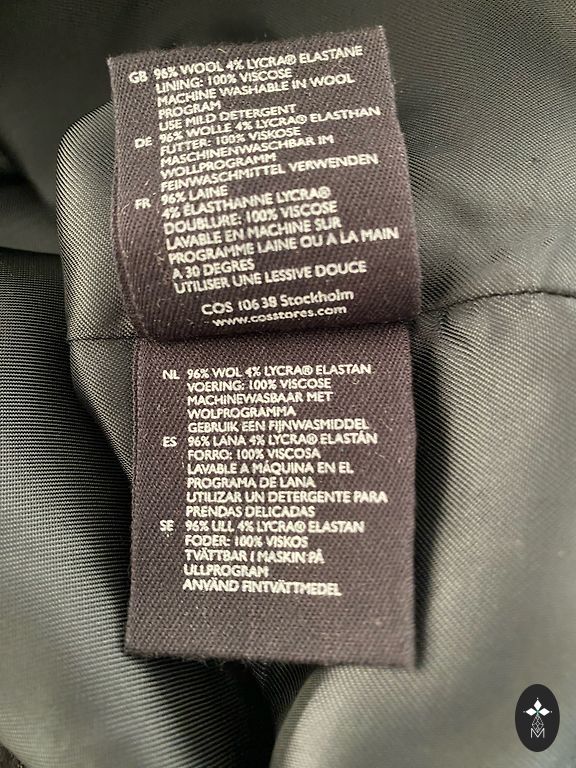 GB 96% WOOL 4% LYCRA® ELASTANE
LINING: 100% VISCOSE
MACHINE WASHABLE IN WOOL
PROGRAM
USE MILD DETERGENT
DE 96% WOLLE 4% LYCRA® ELASTHAN
FUTTER: 100% VISKOSE
MASCHINENWASCHBAR IM
WOLLPROGRAMM
FEINWASCHMITTEL VERWENDEN
FR 96% LAINE
4% ÉLASTHANNE LYCRA®
DOUBLURE: 100% VISCOSE
LAVABLE EN MACHINE SUR
PROGRAMME LAINE OU A LA MAIN
A 30 DEGRES
UTILISER UNE LESSIVE DOUCE
COS 106 38 Stockholm
www.cosstores.com
NL 96% WOL 4% LYCRA® ELASTAN
VOERING: 100% VISCOSE
MACHINEWASBAAR MET
WOLPROGRAMMA
GEBRUIK EEN FIJNWASMIDDEL
ES 96% LANA 4% LYCRA® ELASTÁN
FORRO: 100% VISCOSA
LAVABLE A MÁQUINA EN EL
PROGRAMA DE LANA
UTILIZAR UN DETERGENTE PARA
PRENDAS DELICADAS
SE 96% ULL 4% LYCRA® ELASTAN
FODER: 100% VISKOS
TVÄTTBAR I MASKIN PÅ
ULLPROGRAM
ANVÄND FINTVÄTTMEDEL
M